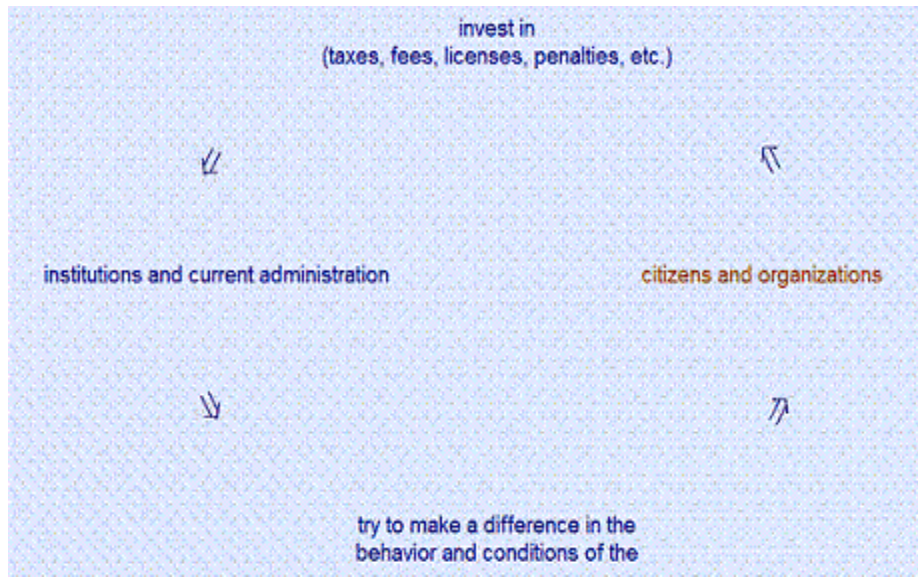 invest in
(taxes, fees, licenses, penalties, etc.)
institutions and current administration
citizens and organizations
try to make a difference in the
behavior and conditions of the